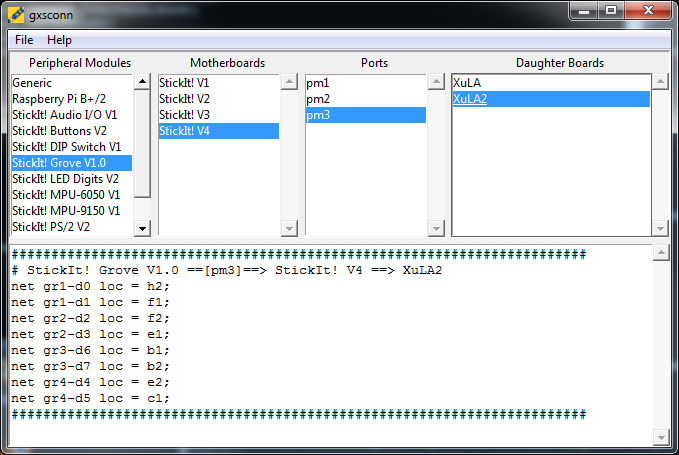 gxsconn
File Help
Peripheral Modules
Generic
Raspberry Pi B+/2
StickIt! Audio I/O V1
StickIt! Buttons V2
StickIt! DIP Switch V1
StickIt! Grove V1.0
StickIt! LED Digits V2
StickIt! MPU-6050 V1
StickIt! MPU-9150 V1
StickIt! PS/2 V2
Motherboards
StickIt! V1
StickIt! V2
StickIt! V3
StickIt! V4
Ports
pm1
pm2
pm3
Daughter Boards
XuLA
XuLA2
########################################################################
# StickIt! Grove V1.0 ==[pm3]==> StickIt! V4 ==> XuLA2
net gr1-d0 loc = h2;
net gr1-d1 loc = f1;
net gr2-d2 loc = f2;
net gr2-d3 loc = e1;
net gr3-d6 loc = b1;
net gr3-d7 loc = b2;
net gr4-d4 loc = e2;
net gr4-d5 loc = c1;
########################################################################